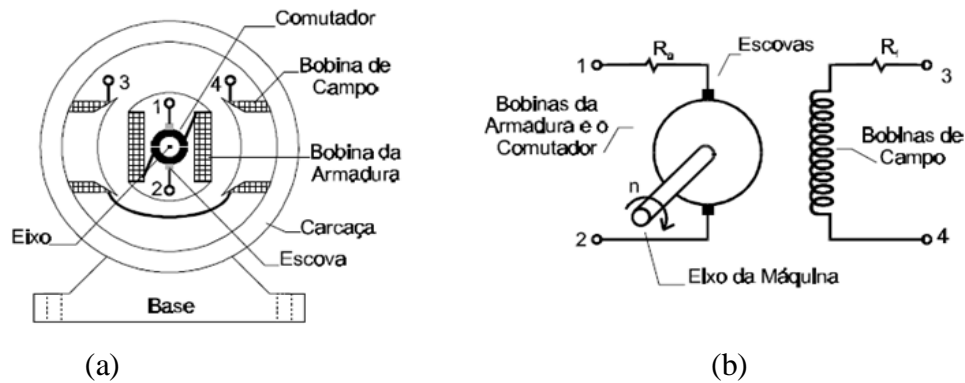 Comutador
3
4
Bobina de
Campo
1
Bobina da
Armadura
2
Eixo
Carcaça
Escova
Base
(a)
Escovas
1
Ra
Rf
3
Bobinas da
Armadura e o
Comutador
Bobinas de
Campo
n
2
4
Eixo da Máquina
(b)